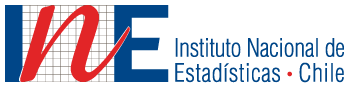 INE
Instituto Nacional de
Estadísticas • Chile